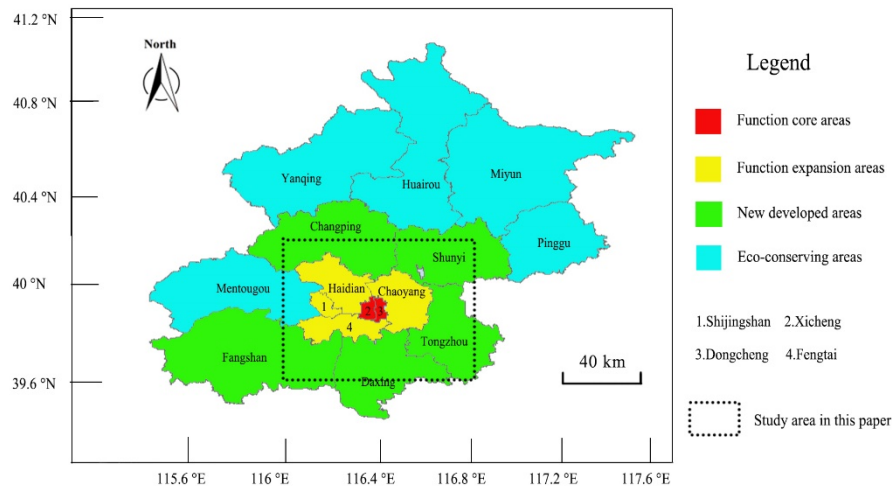 41.2 °N
40.8 °N
40.4 °N
40 °N
39.6 °N
North
Yanqing
Huairou
Miyun
Changping
Shunyi
Pinggu
Mentougou
Haidian
Chaoyang
1
2
3
4
Fangshan
Tongzhou
Daxing
40 km
115.6 °E
116 °E
116.4 °E
116.8 °E
117.2 °E
117.6 °E
Legend
Function core areas
Function expansion areas
New developed areas
Eco-conserving areas
1.Shijingshan 2.Xicheng
3.Dongcheng 4.Fengtai
Study area in this paper